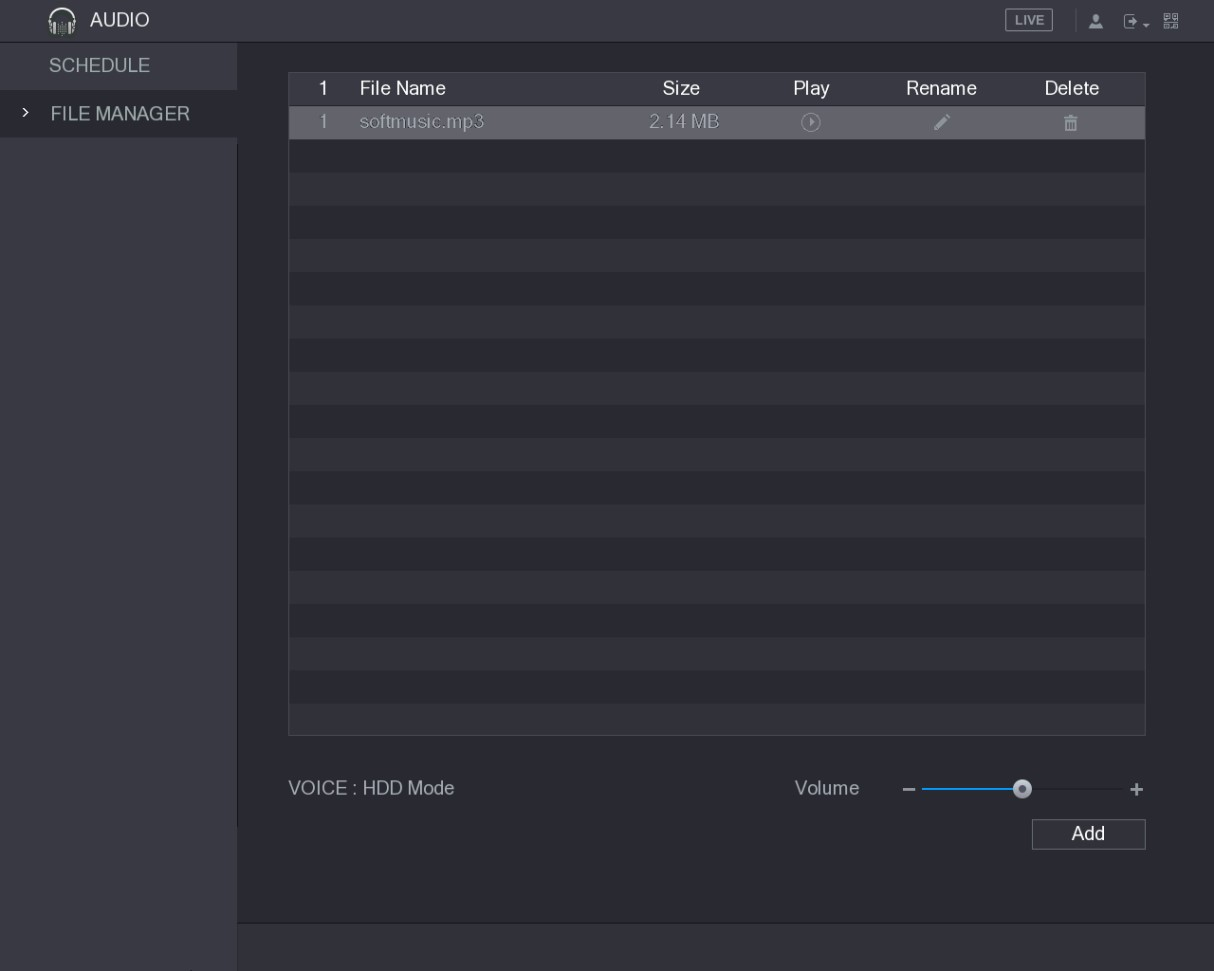 AUDIO
LIVE
SCHEDULE
FILE MANAGER
1 File Name Size Play Rename Delete
1 softmusic.mp3 2.14 MB
VOICE : HDD Mode Volume
Add